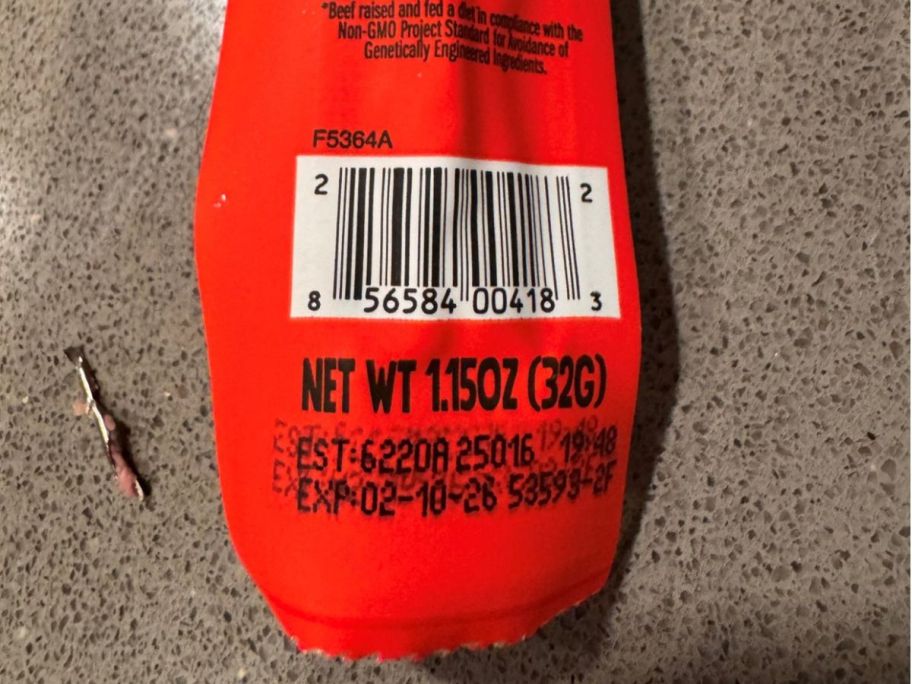 *Beef raised and fed a diet in compliance with the
Non-GMO Project Standard for Avoidance of
Genetically Engineered Ingredients.
F5364A
2 2
8 56584 00418 3
NET WT 1.15OZ (32G)
EST:6220A 25016 19:48
EXP:02-10-26 53593-2F